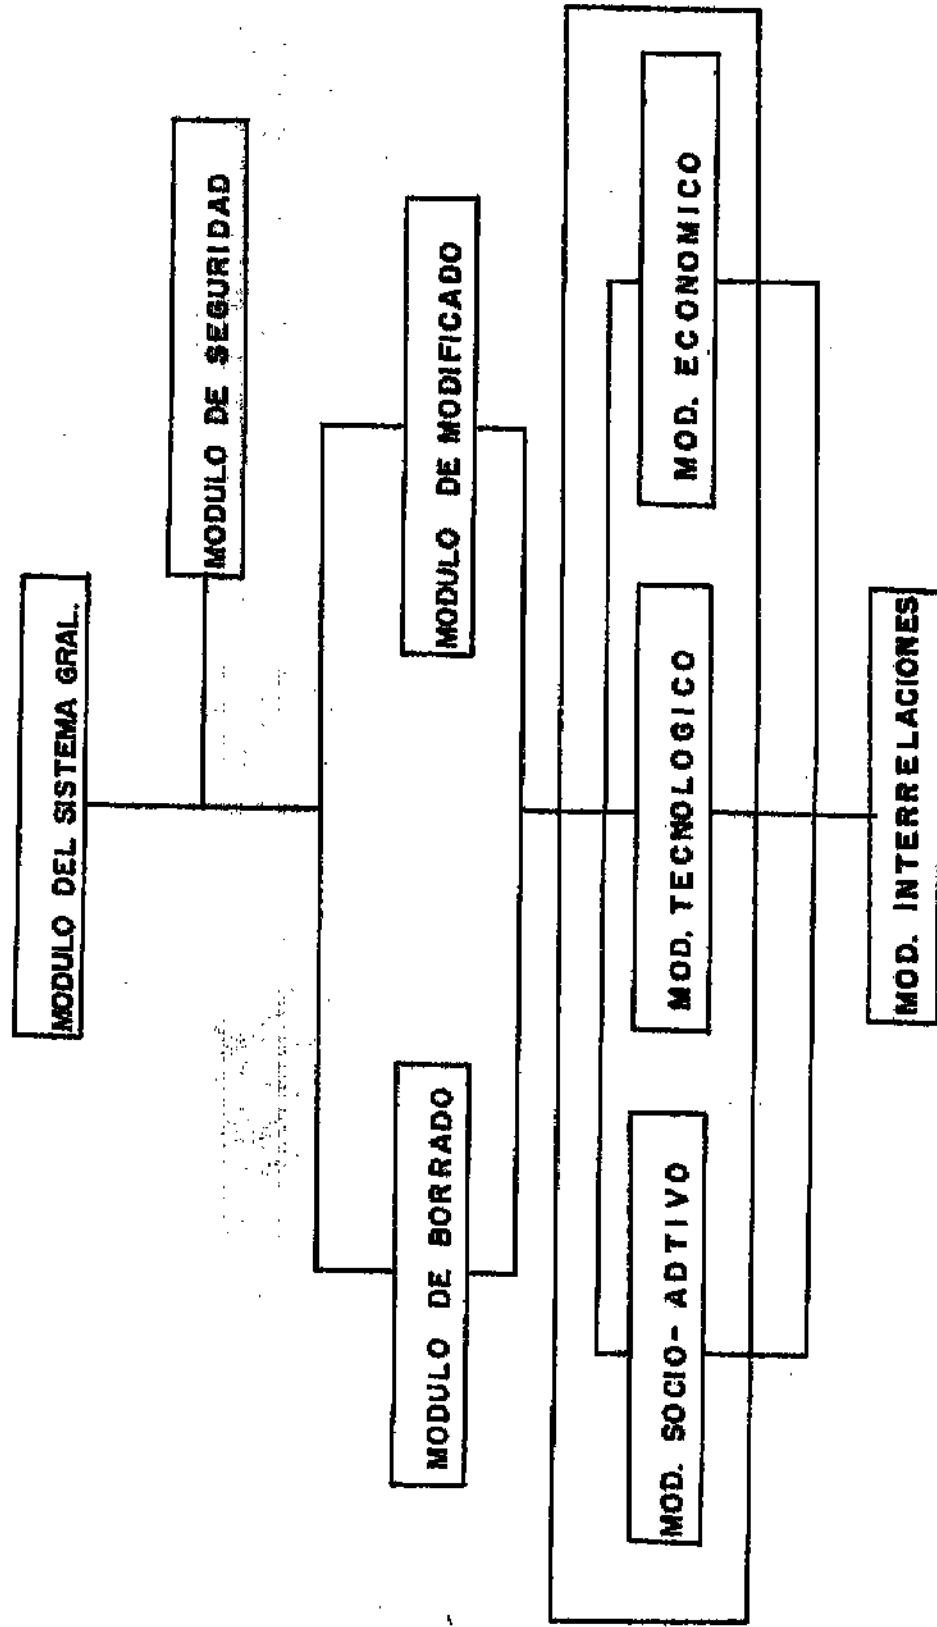 MODULO DEL SISTEMA GRAL.
MODULO DE SEGURIDAD
MODULO DE BORRADO
MODULO DE MODIFICADO
MOD. SOCIO-ADTIVO
MOD. TECNOLOGICO
MOD. ECONOMICO
MOD. INTERRELACIONES